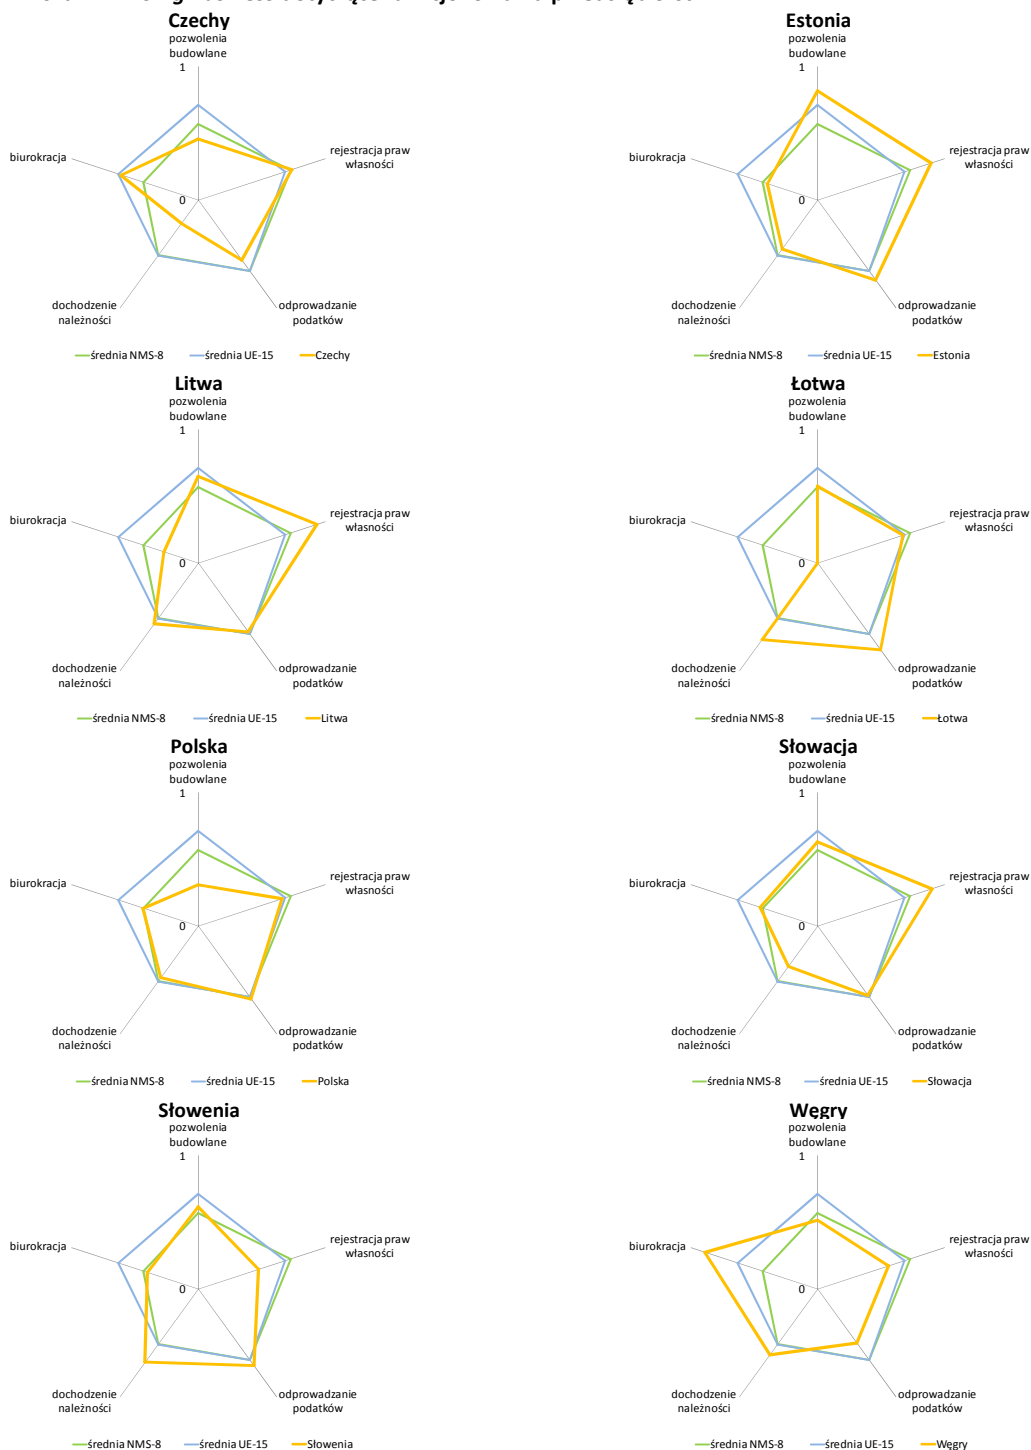 Czechy
pozwolenia
budowlane
1
rejestracja praw
własności
biurokracja
0
dochodzenie
należności
odprowadzanie
podatków
średnia NMS-8 średnia UE-15 Czechy
Estonia
pozwolenia
budowlane
1
rejestracja praw
własności
biurokracja
0
dochodzenie
należności
odprowadzanie
podatków
średnia NMS-8 średnia UE-15 Estonia
Litwa
pozwolenia
budowlane
1
rejestracja praw
własności
biurokracja
0
dochodzenie
należności
odprowadzanie
podatków
średnia NMS-8 średnia UE-15 Litwa
Łotwa
pozwolenia
budowlane
1
rejestracja praw
własności
biurokracja
0
dochodzenie
należności
odprowadzanie
podatków
średnia NMS-8 średnia UE-15 Łotwa
Polska
pozwolenia
budowlane
1
rejestracja praw
własności
biurokracja
0
dochodzenie
należności
odprowadzanie
podatków
średnia NMS-8 średnia UE-15 Polska
Słowacja
pozwolenia
budowlane
1
rejestracja praw
własności
biurokracja
0
dochodzenie
należności
odprowadzanie
podatków
średnia NMS-8 średnia UE-15 Słowacja
Słowenia
pozwolenia
budowlane
1
rejestracja praw
własności
biurokracja
0
dochodzenie
należności
odprowadzanie
podatków
średnia NMS-8 średnia UE-15 Słowenia
Węgry
pozwolenia
budowlane
1
rejestracja praw
własności
biurokracja
0
dochodzenie
należności
odprowadzanie
podatków
średnia NMS-8 średnia UE-15 Węgry